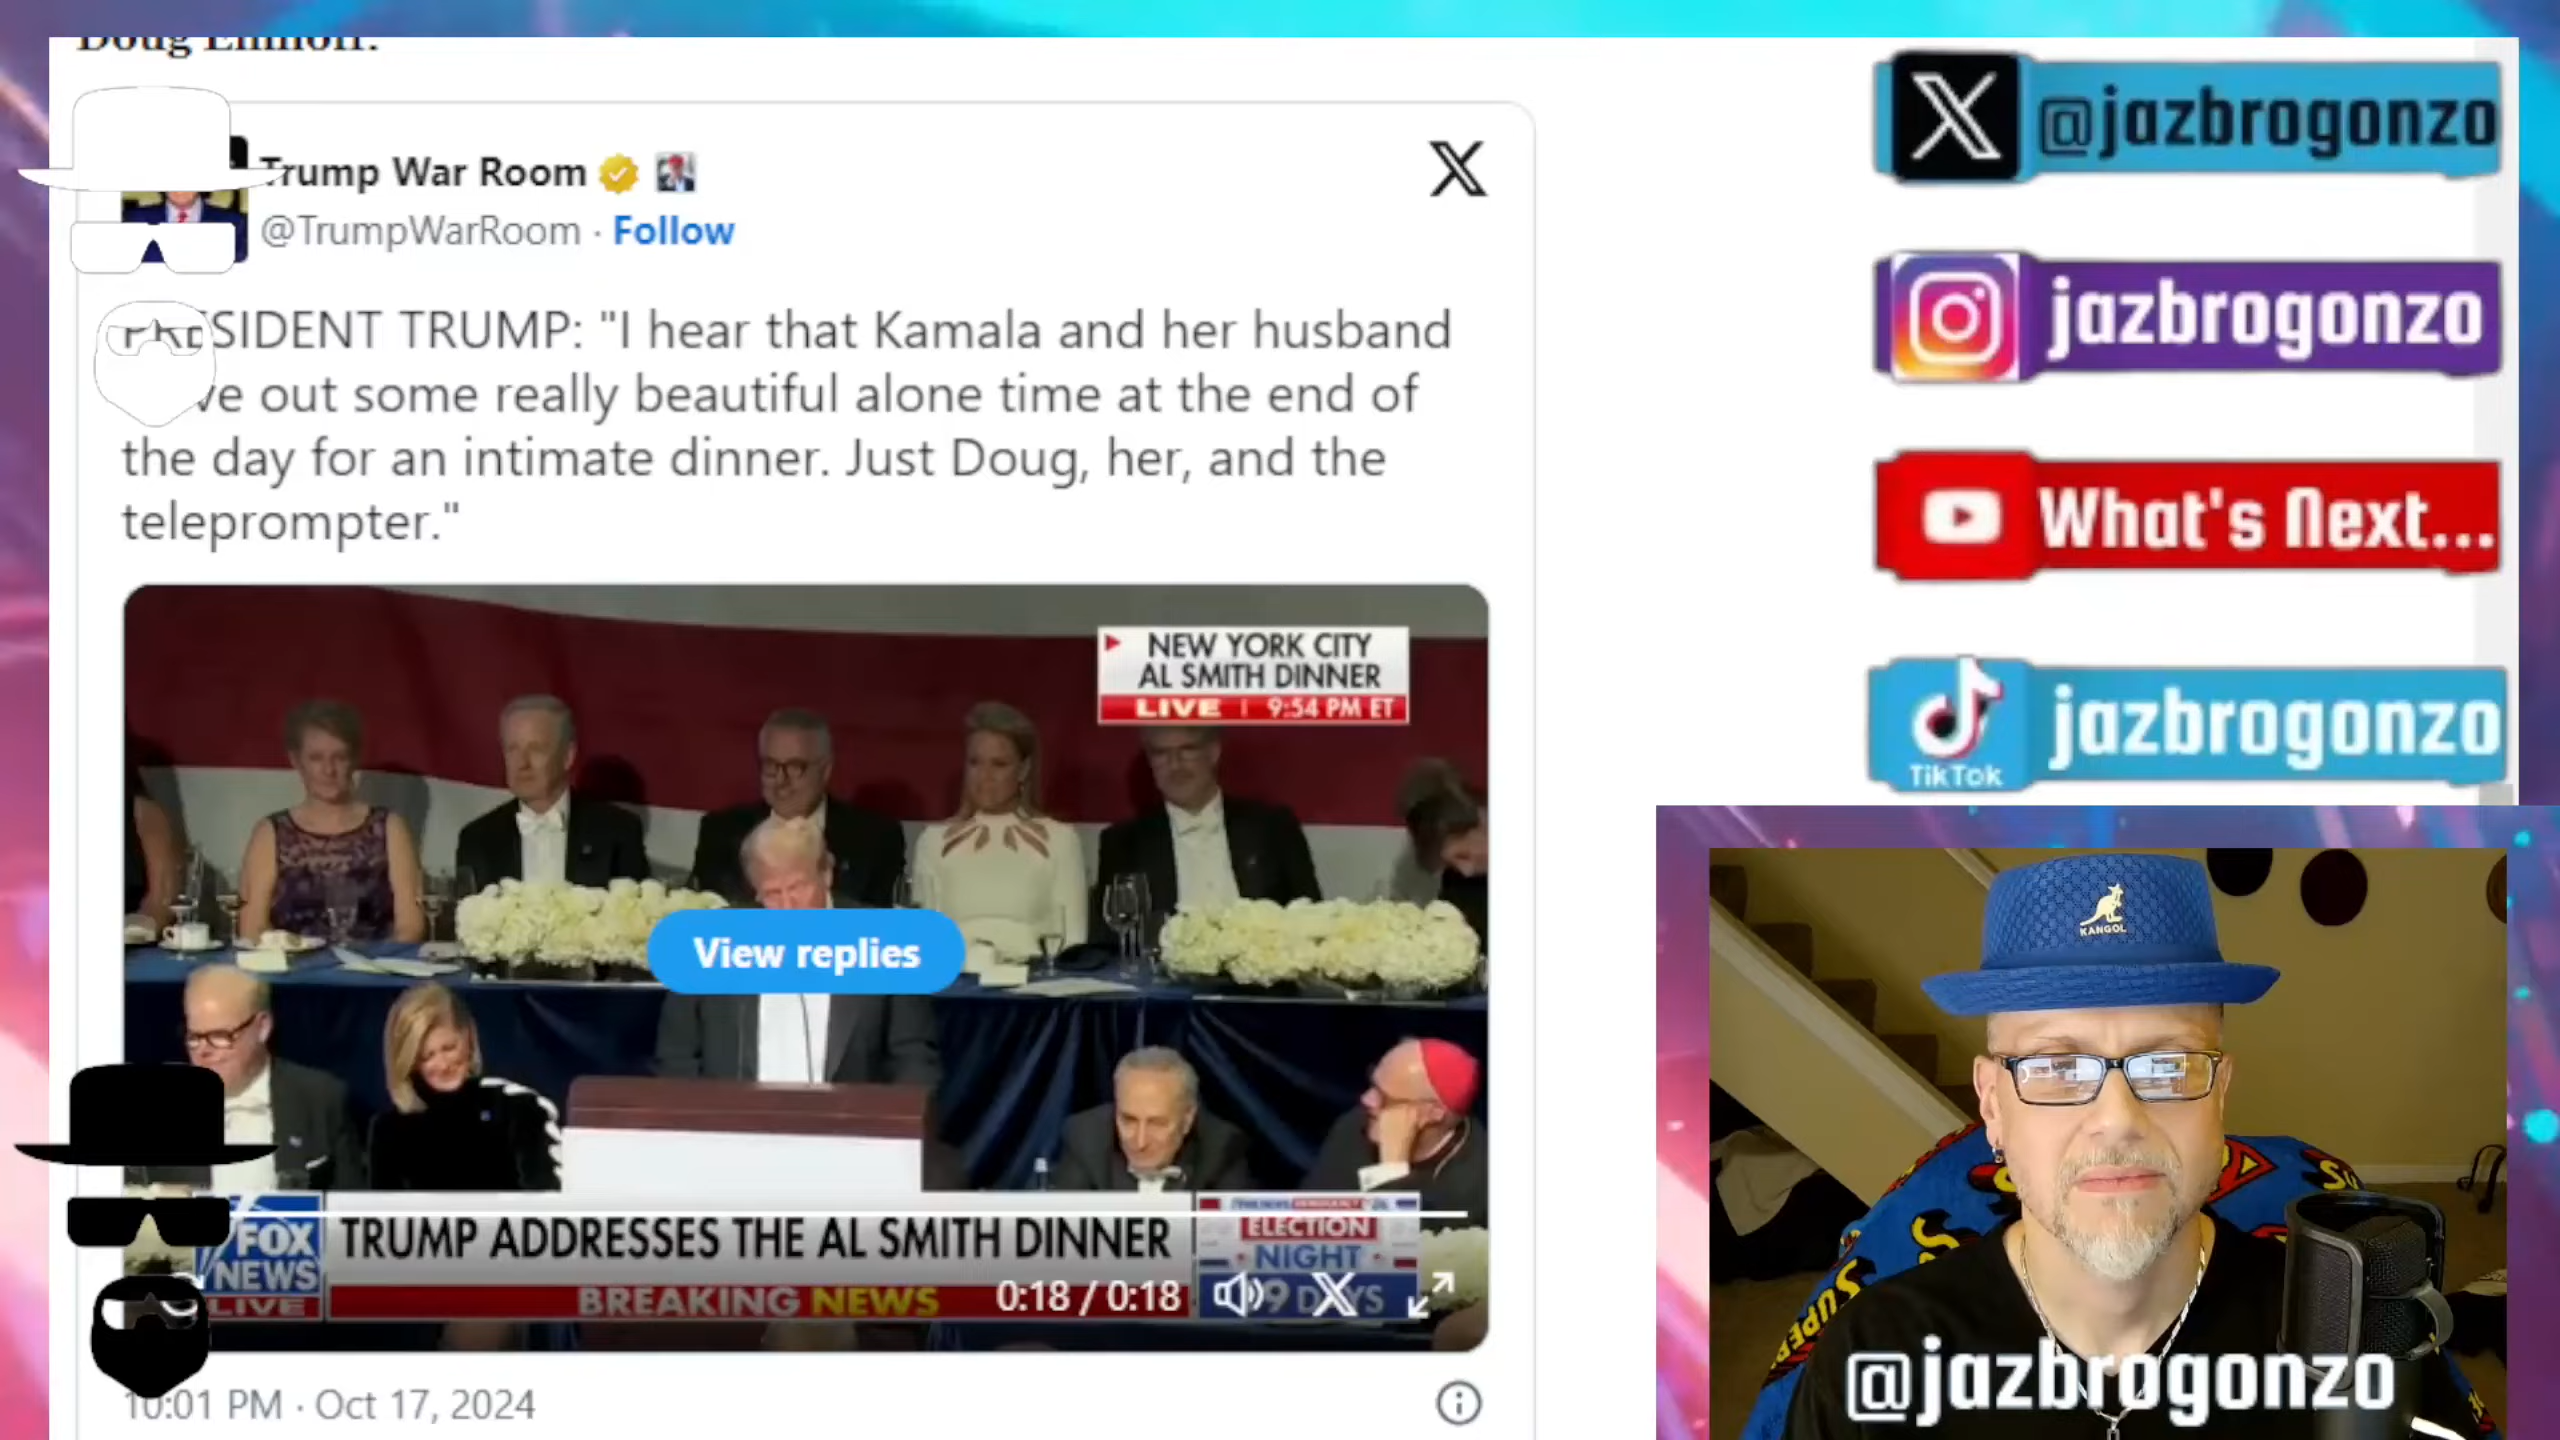 Trump War Room
@TrumpWarRoom · Follow
PRESIDENT TRUMP: "I hear that Kamala and her husband
out some really beautiful alone time at the end of
the day for an intimate dinner. Just Doug, her, and the
teleprompter."
NEW YORK CITY
AL SMITH DINNER
LIVE | 9:54 PM ET
View replies
FOX
NEWS
LIVE
TRUMP ADDRESSES THE AL SMITH DINNER
BREAKING NEWS
ELECTION
NIGHT
DAYS
0:18 / 0:18
10:01 PM · Oct 17, 2024
@jazbrogonzo
jazbrogonzo
What's Next...
TikTok
jazbrogonzo
KANGOL
@jazbrogonzo